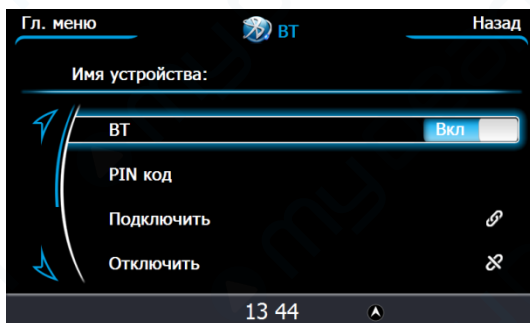 Гл. меню
BT
Назад
Имя устройства:
BT
Вкл
PIN код
Подключить
Отключить
13 44